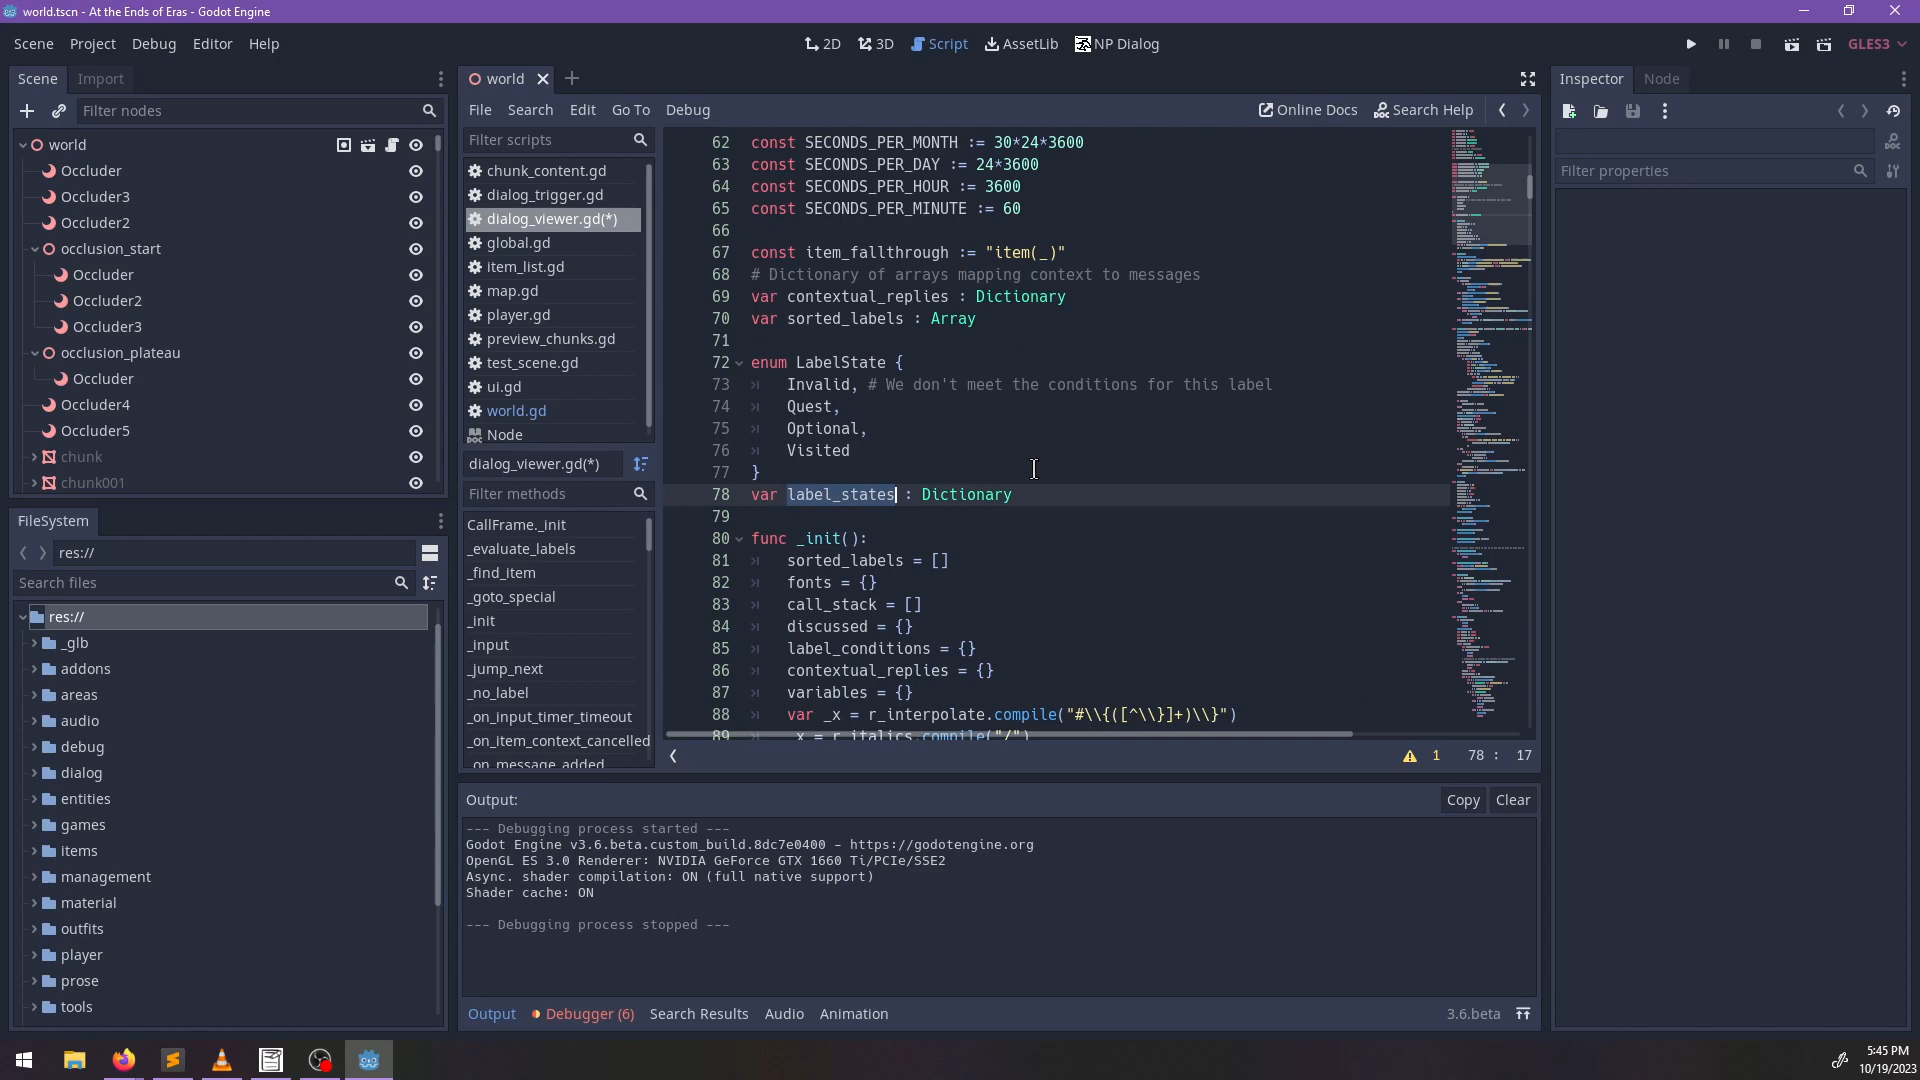 world.tscn - At the Ends of Eras - Godot Engine
Scene Project Debug Editor Help
2D 3D Script AssetLib NP Dialog
GLES3
Scene Import
Filter nodes
world
Occluder
Occluder3
Occluder2
occlusion_start
Occluder
Occluder2
Occluder3
occlusion_plateau
Occluder
Occluder4
Occluder5
chunk
chunk001
FileSystem
res://
Search files
res://
_glb
addons
areas
audio
debug
dialog
entities
games
items
management
material
outfits
player
prose
tools
world
File Search Edit Go To Debug
Online Docs Search Help
Filter scripts
chunk_content.gd
dialog_trigger.gd
dialog_viewer.gd(*)
global.gd
item_list.gd
map.gd
player.gd
preview_chunks.gd
test_scene.gd
ui.gd
world.gd
Node
dialog_viewer.gd(*)
Filter methods
CallFrame._init
_evaluate_labels
_find_item
_goto_special
_init
_input
_jump_next
_no_label
_on_input_timer_timeout
_on_item_context_cancelled
_on_message_added
62 const SECONDS_PER_MONTH := 30*24*3600
63 const SECONDS_PER_DAY := 24*3600
64 const SECONDS_PER_HOUR := 3600
65 const SECONDS_PER_MINUTE := 60
66
67 const item_fallthrough := "item(_)"
68 # Dictionary of arrays mapping context to messages
69 var contextual_replies : Dictionary
70 var sorted_labels : Array
71
72 enum LabelState {
73 Invalid, # We don't meet the conditions for this label
74 Quest,
75 Optional,
76 Visited
77 }
78 var label_states : Dictionary
79
80 func _init():
81 sorted_labels = []
82 fonts = {}
83 call_stack = []
84 discussed = {}
85 label_conditions = {}
86 contextual_replies = {}
87 variables = {}
88 var _x = r_interpolate.compile("#\\{([^\\}]+)\\}")
89 _x = r_italics.compile("/")
1 78 : 17
Output:
Copy Clear
--- Debugging process started ---
Godot Engine v3.6.beta.custom_build.8dc7e0400 - https://godotengine.org
OpenGL ES 3.0 Renderer: NVIDIA GeForce GTX 1660 Ti/PCIe/SSE2
Async. shader compilation: ON (full native support)
Shader cache: ON
--- Debugging process stopped ---
Output Debugger (6) Search Results Audio Animation
3.6.beta
Inspector Node
Filter properties
5:45 PM
10/19/2023